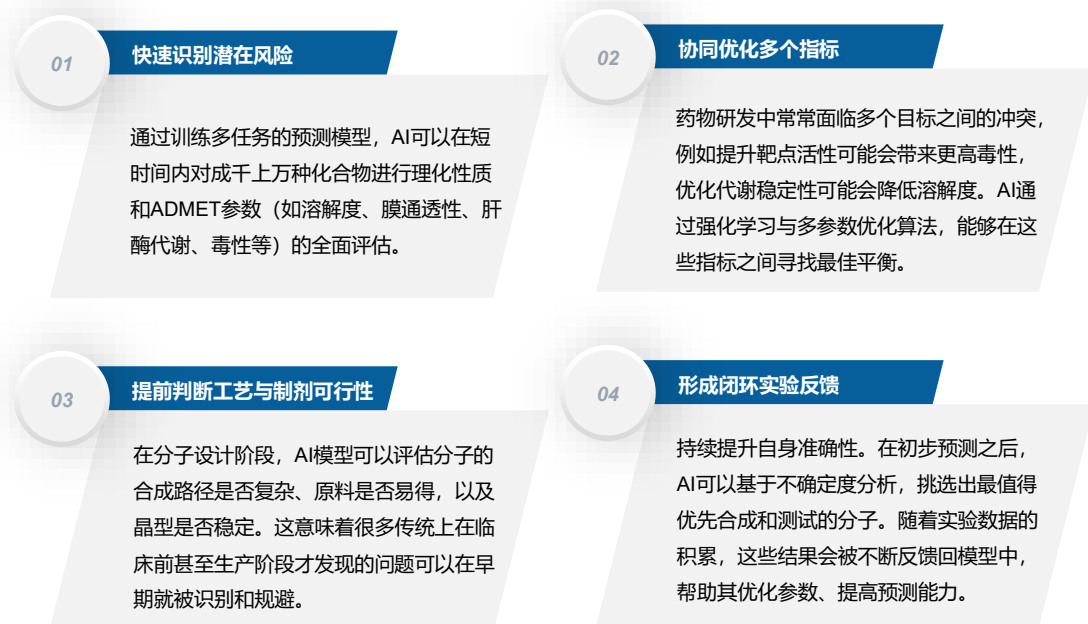 01
快速识别潜在风险
通过训练多任务的预测模型，AI可以在短
时间内对成千上万种化合物进行理化性质
和ADMET参数（如溶解度、膜通透性、肝
酶代谢、毒性等）的全面评估。
02
协同优化多个指标
药物研发中常常面临多个目标之间的冲突，
例如提升靶点活性可能会带来更高毒性，
优化代谢稳定性可能会降低溶解度。AI通
过强化学习与多参数优化算法，能够在这
些指标之间寻找最佳平衡。
03
提前判断工艺与制剂可行性
在分子设计阶段，AI模型可以评估分子的
合成路径是否复杂、原料是否易得，以及
晶型是否稳定。这意味着很多传统上在临
床前甚至生产阶段才发现的问题可以在早
期就被识别和规避。
04
形成闭环实验反馈
持续提升自身准确性。在初步预测之后，
AI可以基于不确定度分析，挑选出最值得
优先合成和测试的分子。随着实验数据的
积累，这些结果会被不断反馈回模型中，
帮助其优化参数、提高预测能力。